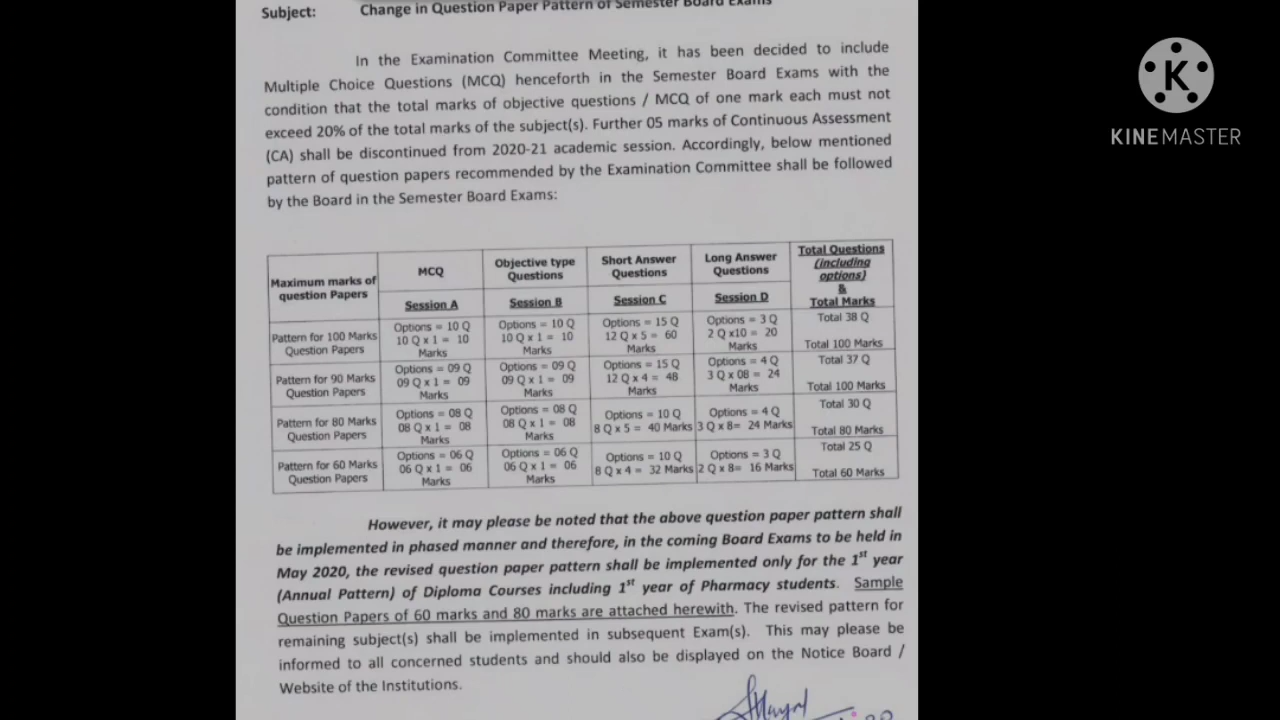 Subject: Change in Question Paper Pattern of Semester Board Exams
In the Examination Committee Meeting, it has been decided to include
Multiple Choice Questions (MCQ) henceforth in the Semester Board Exams with the
condition that the total marks of objective questions / MCQ of one mark each must not
exceed 20% of the total marks of the subject(s). Further 05 marks of Continuous Assessment
(CA) shall be discontinued from 2020-21 academic session. Accordingly, below mentioned
pattern of question papers recommended by the Examination Committee shall be followed
by the Board in the Semester Board Exams:
Maximum marks of
question Papers
MCQ
Session A
Objective type
Questions
Session B
Short Answer
Questions
Session C
Long Answer
Questions
Session D
Total Questions
(including
options)
&
Total Marks
Pattern for 100 Marks
Question Papers
Options = 10 Q
10 Q x 1 = 10
Marks
Options = 10 Q
10 Q x 1 = 10
Marks
Options = 15 Q
12 Q x 5 = 60
Marks
Options = 3 Q
2 Q x10 = 20
Marks
Total 38 Q
Total 100 Marks
Pattern for 90 Marks
Question Papers
Options = 09 Q
09 Q x 1 = 09
Marks
Options = 09 Q
09 Q x 1 = 09
Marks
Options = 15 Q
12 Q x 4 = 48
Marks
Options = 4 Q
3 Q x 08 = 24
Marks
Total 37 Q
Total 100 Marks
Pattern for 80 Marks
Question Papers
Options = 08 Q
08 Q x 1 = 08
Marks
Options = 08 Q
08 Q x 1 = 08
Marks
Options = 10 Q
8 Q x 5 = 40 Marks
Options = 4 Q
3 Q x 8= 24 Marks
Total 30 Q
Total 80 Marks
Pattern for 60 Marks
Question Papers
Options = 06 Q
06 Q x 1 = 06
Marks
Options = 06 Q
06 Q x 1 = 06
Marks
Options = 10 Q
8 Q x 4 = 32 Marks
Options = 3 Q
2 Q x 8= 16 Marks
Total 25 Q
Total 60 Marks
However, it may please be noted that the above question paper pattern shall
be implemented in phased manner and therefore, in the coming Board Exams to be held in
May 2020, the revised question paper pattern shall be implemented only for the 1st year
(Annual Pattern) of Diploma Courses including 1st year of Pharmacy students. Sample
Question Papers of 60 marks and 80 marks are attached herewith. The revised pattern for
remaining subject(s) shall be implemented in subsequent Exam(s). This may please be
informed to all concerned students and should also be displayed on the Notice Board /
Website of the Institutions.
K
KINEMASTER